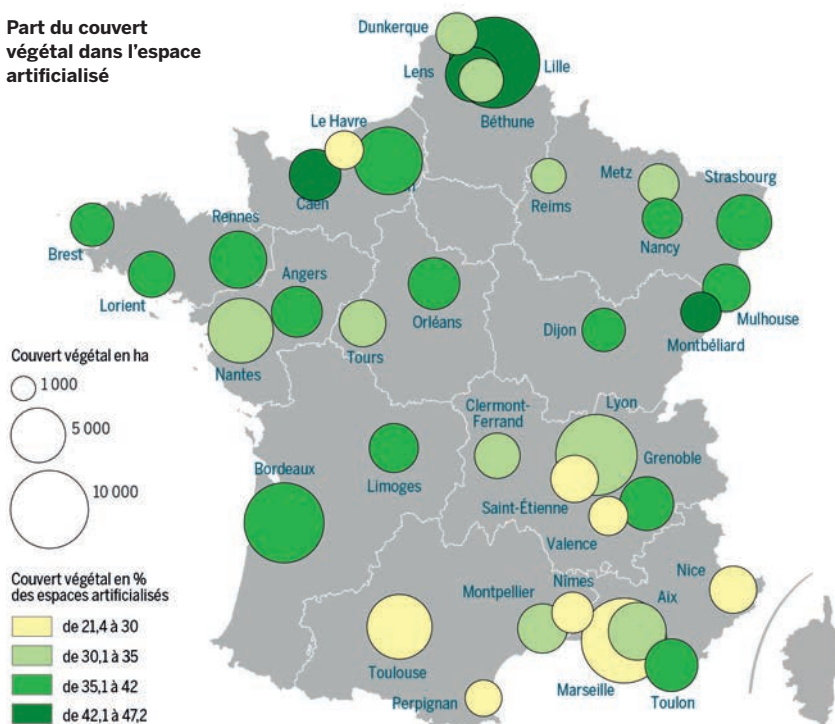 Part du couvert
végétal dans l’espace
artificialisé
Dunkerque
Lens
Lille
Béthune
Le Havre
Caen
Reims
Metz
Strasbourg
Nancy
Brest
Rennes
Lorient
Angers
Orléans
Mulhouse
Montbéliard
Dijon
Nantes
Tours
Couvert végétal en ha
1 000
5 000
10 000
Clermont-
Ferrand
Lyon
Grenoble
Bordeaux
Limoges
Saint-Étienne
Valence
Couvert végétal en %
des espaces artificialisés
de 21,4 à 30
de 30,1 à 35
de 35,1 à 42
de 42,1 à 47,2
Montpellier
Nîmes
Aix
Nice
Toulouse
Marseille
Toulon
Perpignan